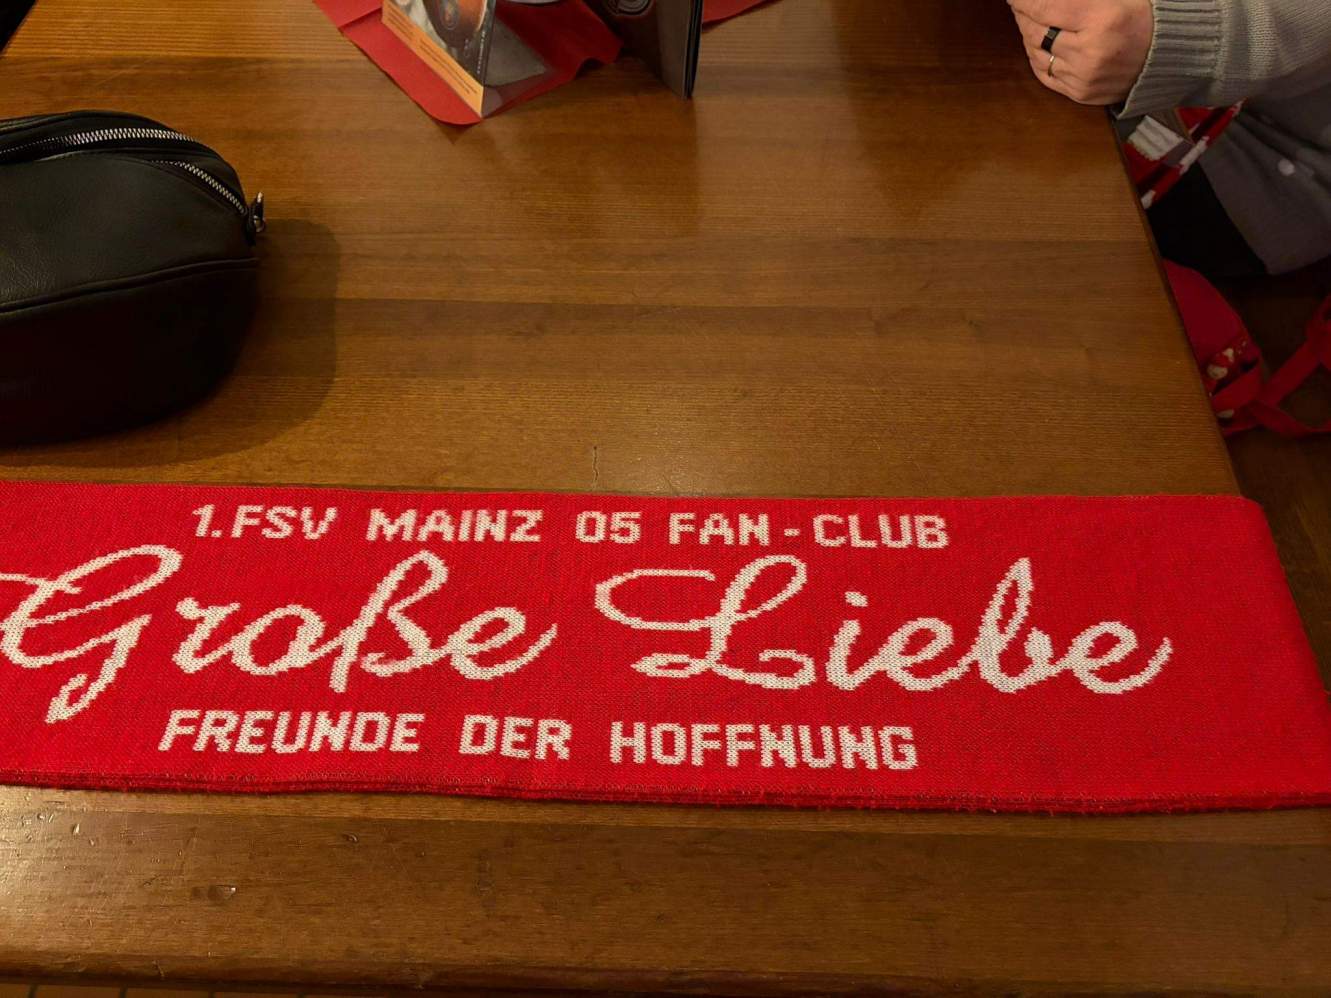 1.FSV MAINZ 05 FAN-CLUB
Große Liebe
FREUNDE DER HOFFNUNG